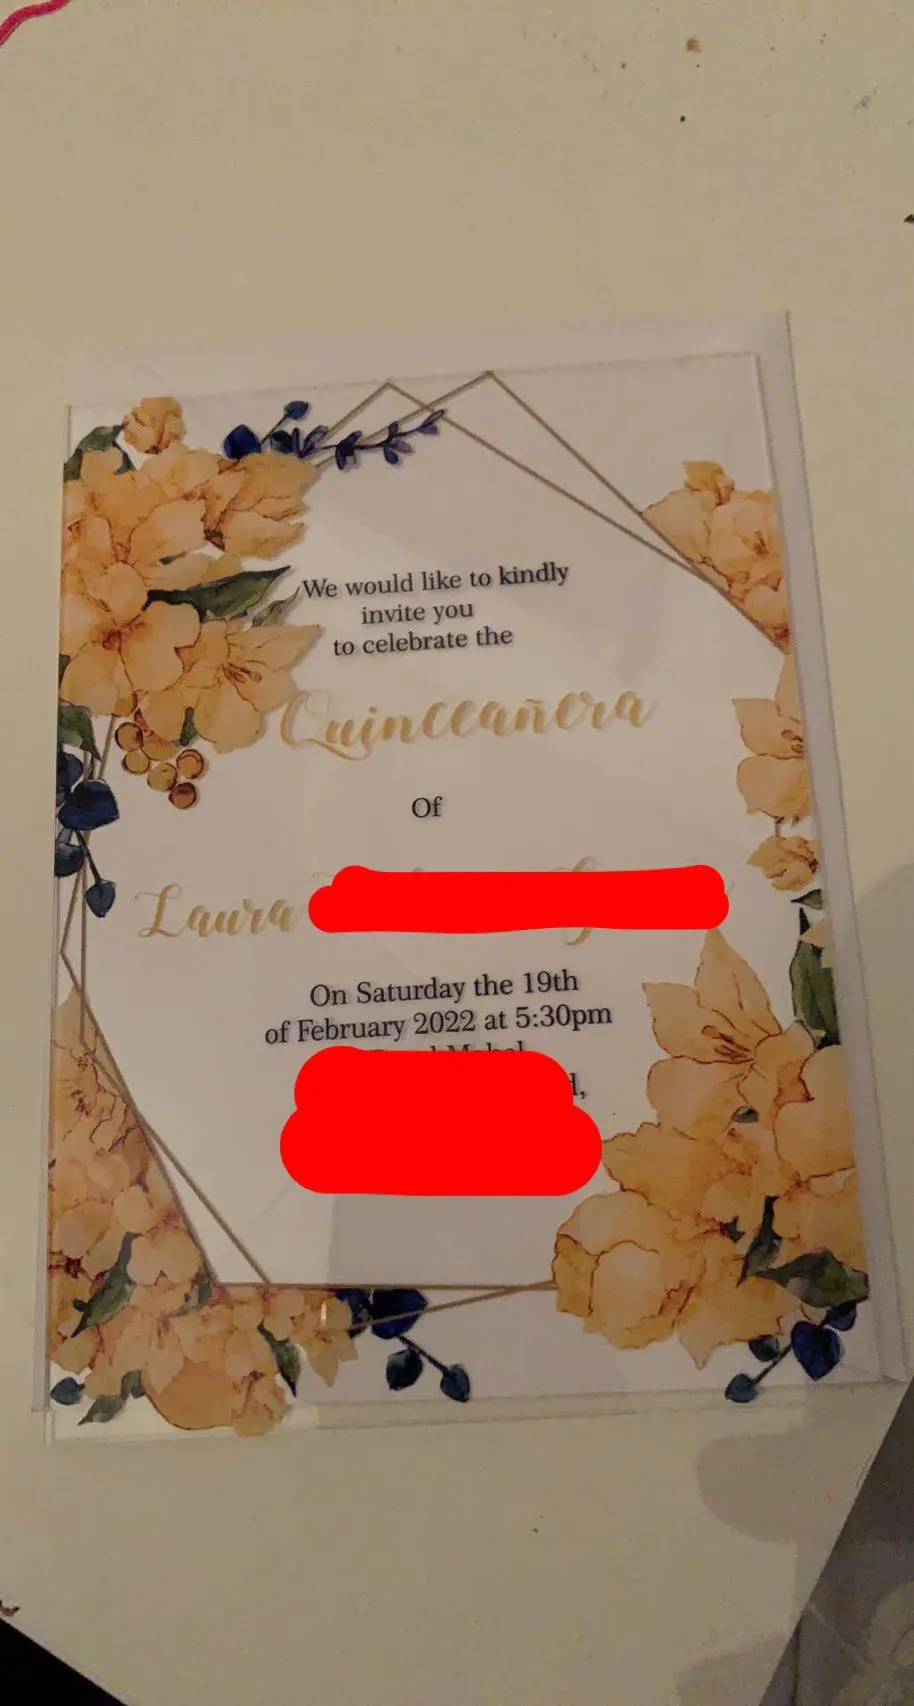 We would like to kindly
invite you
to celebrate the
Quinceañera
Of
Laura
On Saturday the 19th
of February 2022 at 5:30pm